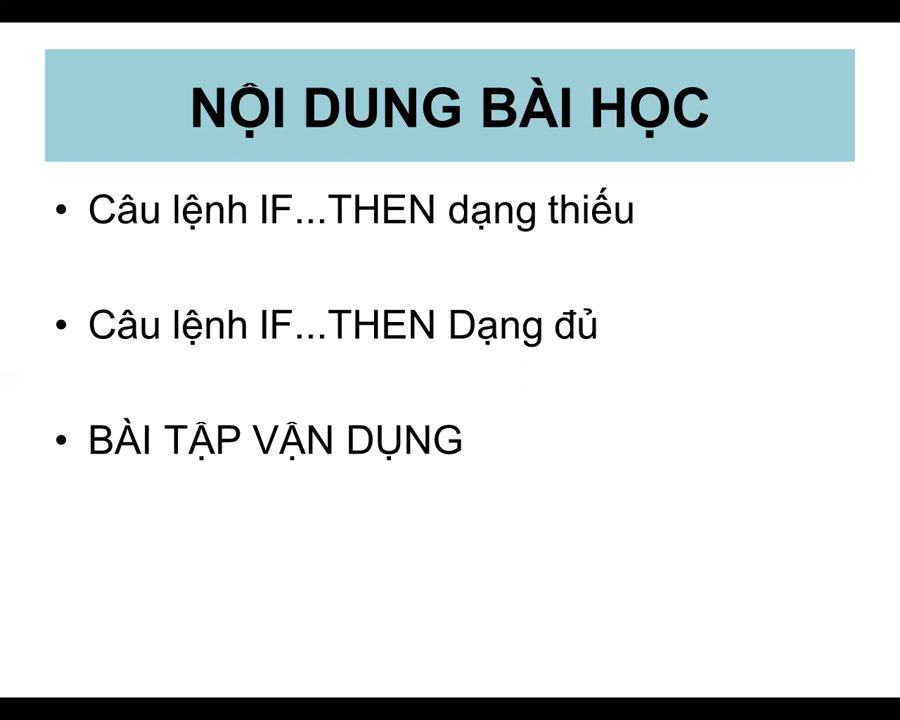 NỘI DUNG BÀI HỌC
• Câu lệnh IF...THEN dạng thiếu
• Câu lệnh IF...THEN Dạng đủ
• BÀI TẬP VẬN DỤNG